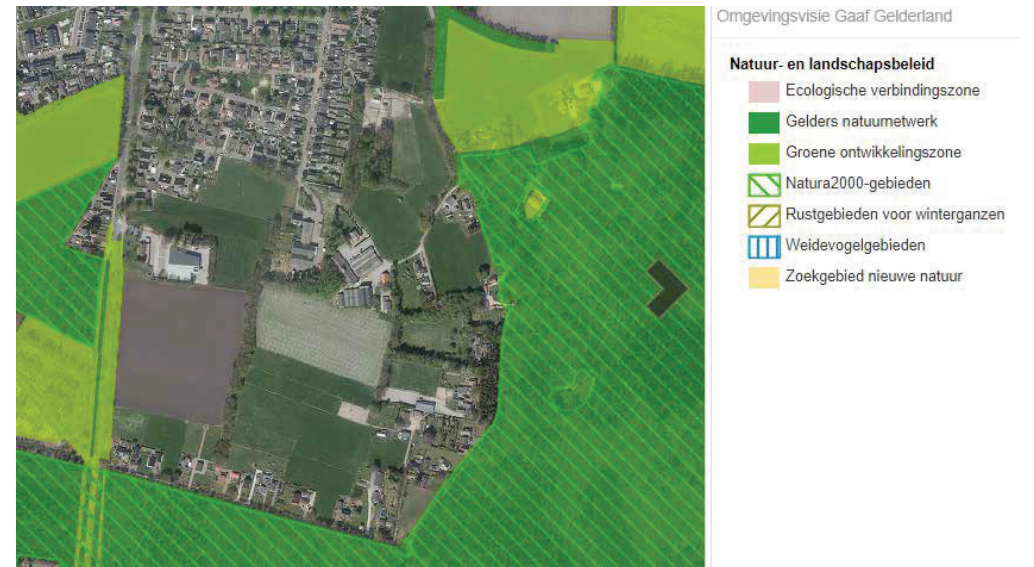 Omgevingsvisie Gaaf Gelderland
Natuur- en landschapsbeleid
Ecologische verbindingszone
Gelders natuurnetwerk
Groene ontwikkelingszone
Natura2000-gebieden
Rustgebieden voor winterganzen
Weidevogelgebieden
Zoekgebied nieuwe natuur